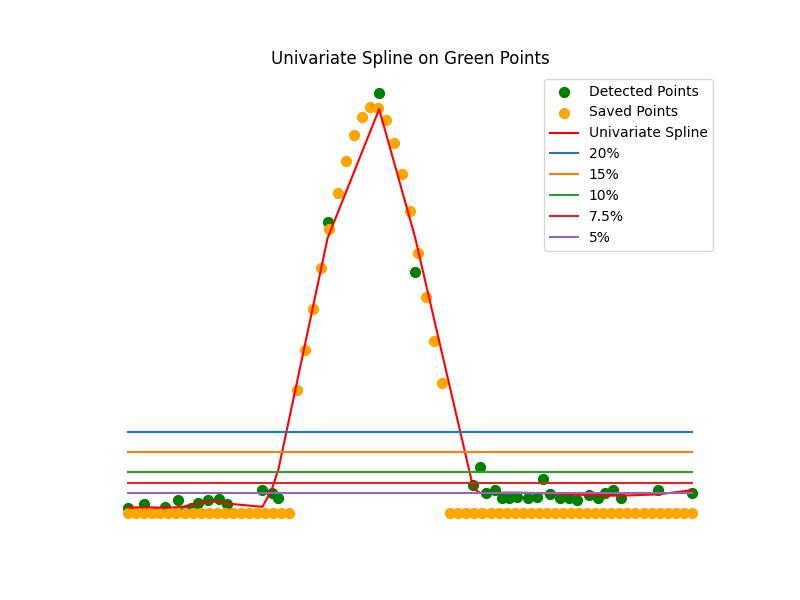 Univariate Spline on Green Points
Detected Points
Saved Points
Univariate Spline
20%
15%
10%
7.5%
5%